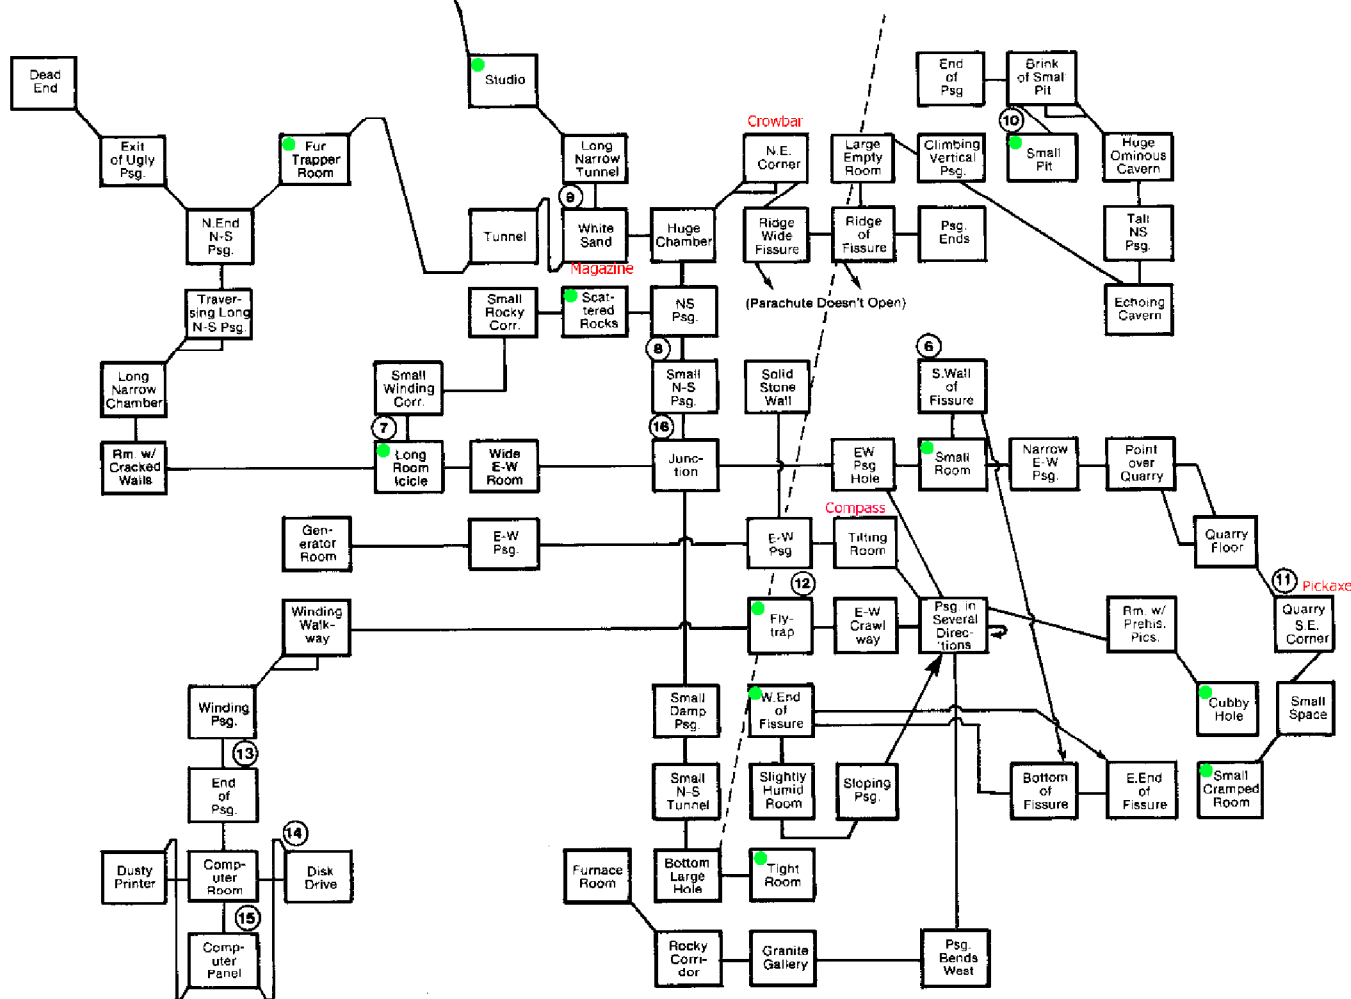 Dead
End
Studio
End
of
Psg
Brink
of Smal
Pit
Exit
of Ugly
Psg.
Fur
Trapper
Room
Long
Narrow
Tunnel
Crowbar
N.E.
Corner
Large
Empty
Room
Climbing
Vertical
Psg.
10
Small
Pit
Huge
Ominous
Cavern
N.End
N-S
Psg.
Tunnel
9
White
Sand
Magazine
Huge
Chamber
Ridge
Wide
Fissure
Ridge
of
Fissure
Psg.
Ends
Tall
NS
Psg.
(Parachute Doesn't Open)
Traver-
sing Long
N-S Psg.
Small
Rocky
Corr.
Scat-
tered
Rocks
NS
Psg.
Echoing
Cavern
Long
Narrow
Chamber
Small
Winding
Corr.
8
Small
N-S
Psg.
Solid
Stone
Wall
6
S.Wall
of
Fissure
Rm. w/
Cracked
Walls
7
Long
Room
Icicle
Wide
E-W
Room
16
Junc-
tion
EW
Psg
Hole
Small
Room
Narrow
E-W
Psg.
Point
over
Quarry
Gen-
erator
Room
E-W
Psg.
E-W
Psg
Compass
Tilting
Room
Quarry
Floor
Winding
Walk-
way
12
Fly-
trap
E-W
Crawl
way
Psg. in
Several
Direc-
tions
Rm. w/
Prehis.
Pics.
11
Pickaxe
Quarry
S.E.
Corner
Winding
Psg.
Small
Damp
Psg.
W.End
of
Fissure
Cubby
Hole
Small
Space
13
End
of
Psg.
Small
N-S
Tunnel
Slightly
Humid
Room
Sloping
Psg.
Bottom
of
Fissure
E.End
of
Fissure
Small
Cramped
Room
Dusty
Printer
Comp-
uter
Room
14
Disk
Drive
Furnace
Room
Bottom
Large
Hole
Tight
Room
15
Comp-
uter
Panel
Rocky
Corri-
dor
Granite
Gallery
Psg.
Bends
West